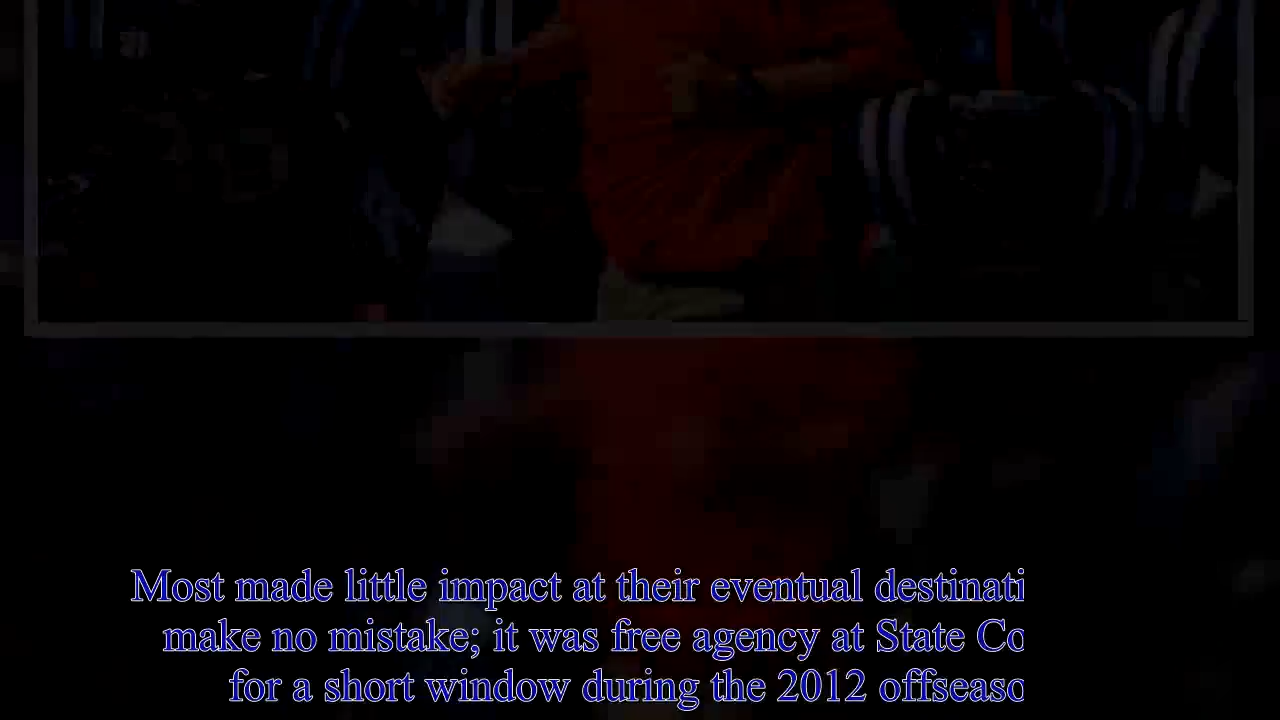 Most made little impact at their eventual destinati
make no mistake; it was free agency at State Co
for a short window during the 2012 offseaso